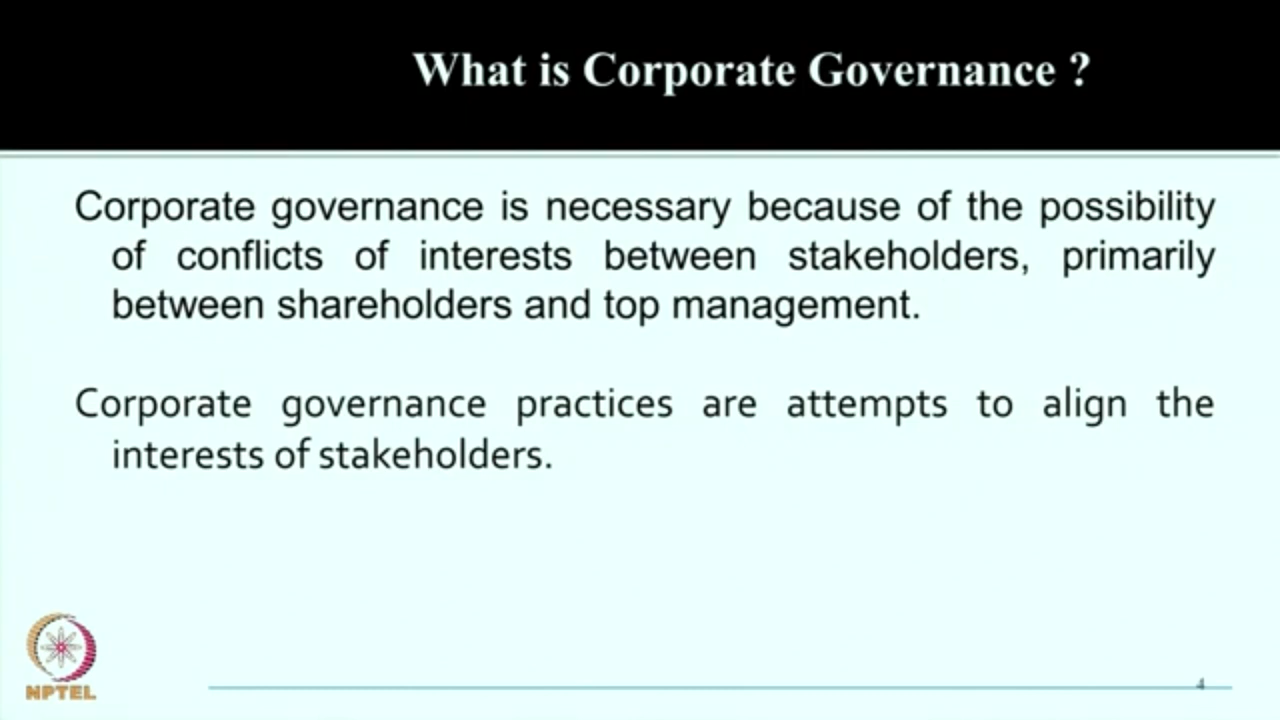 What is Corporate Governance ?
Corporate governance is necessary because of the possibility
of conflicts of interests between stakeholders, primarily
between shareholders and top management.
Corporate governance practices are attempts to align the
interests of stakeholders.
NPTEL
4